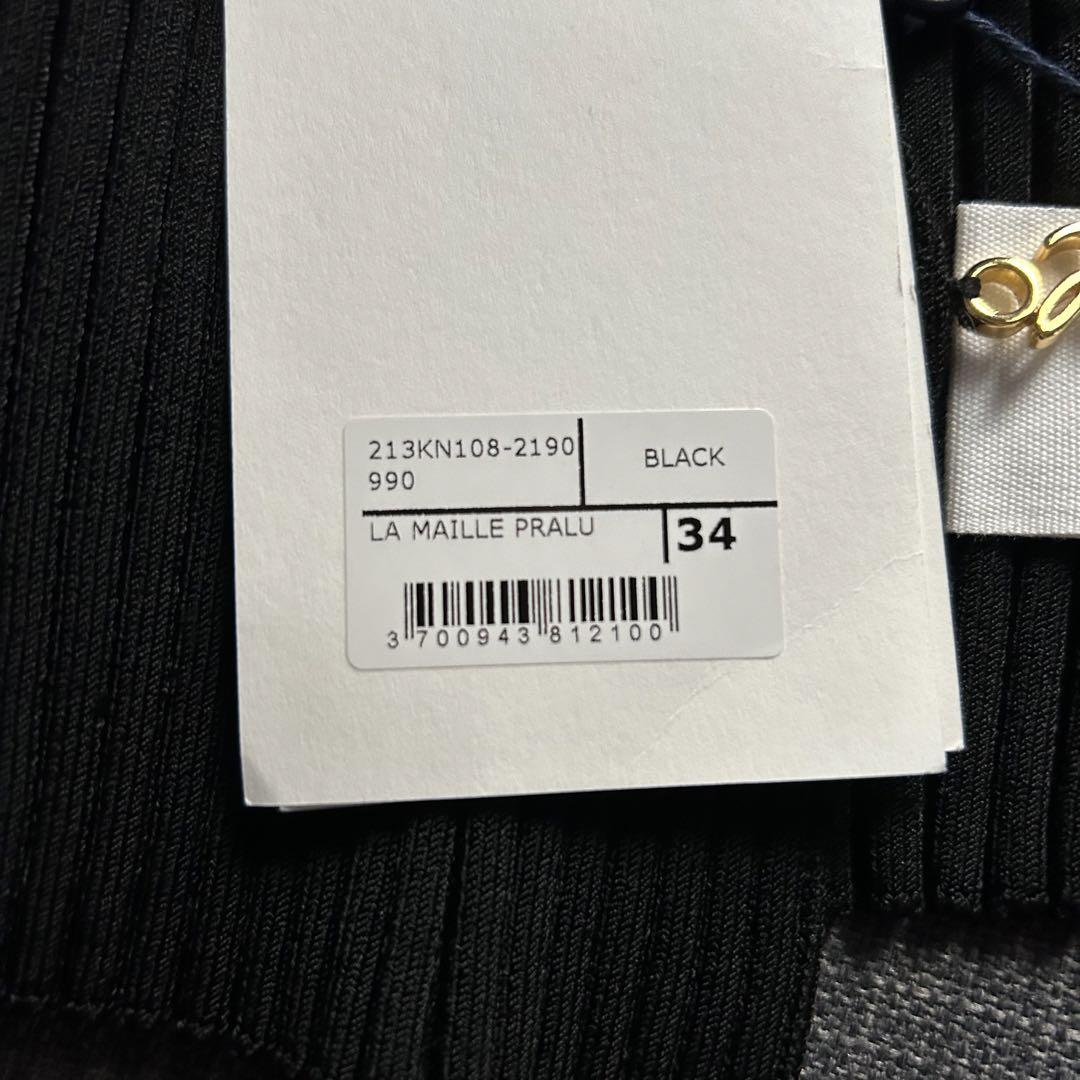 213KN108-2190
990
BLACK
LA MAILLE PRALU
34
3 700943 812100